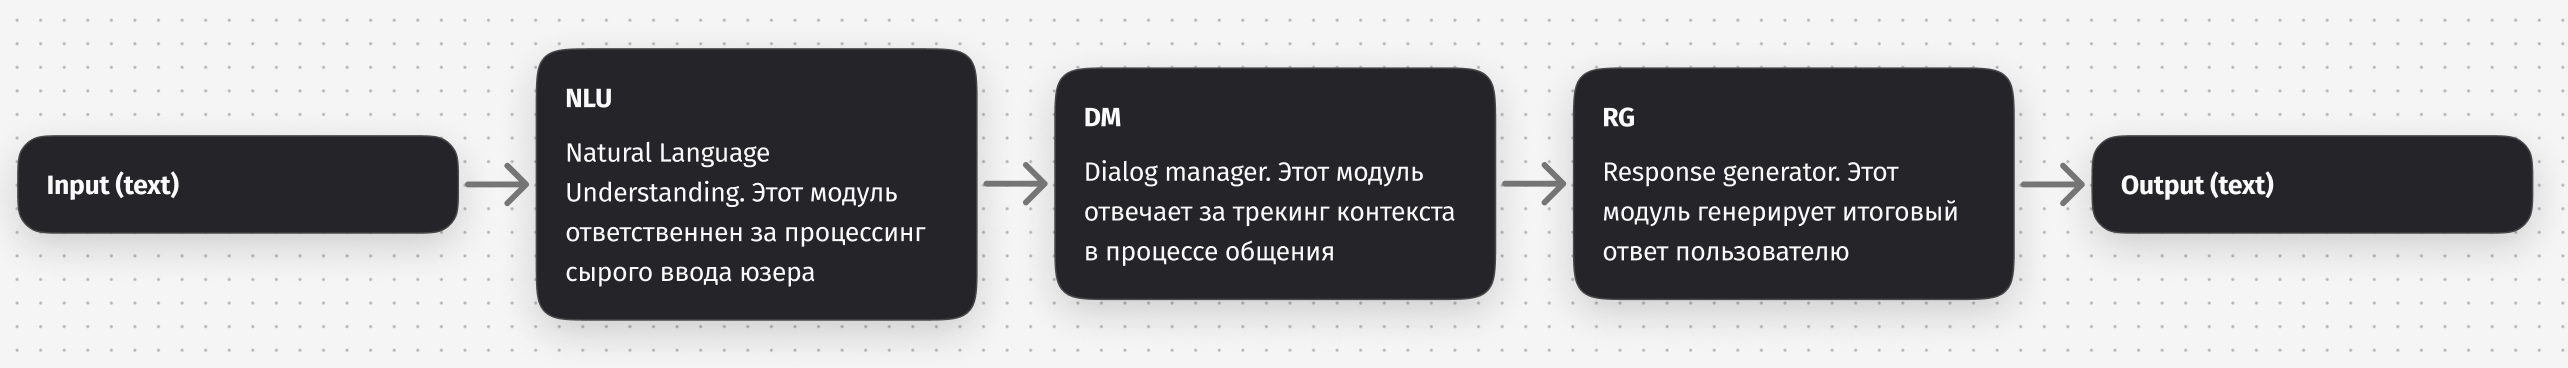 Input (text)
NLU
Natural Language
Understanding. Этот модуль
ответственнен за процессинг
сырого ввода юзера
DM
Dialog manager. Этот модуль
отвечает за трекинг контекста
в процессе общения
RG
Response generator. Этот
модуль генерирует итоговый
ответ пользователю
Output (text)